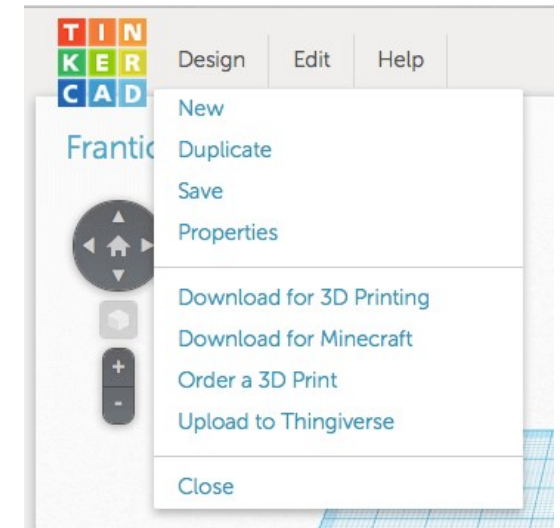 TIN
KER
CAD
Design Edit Help
New
Duplicate
Save
Properties
Download for 3D Printing
Download for Minecraft
Order a 3D Print
Upload to Thingiverse
Close
+
-